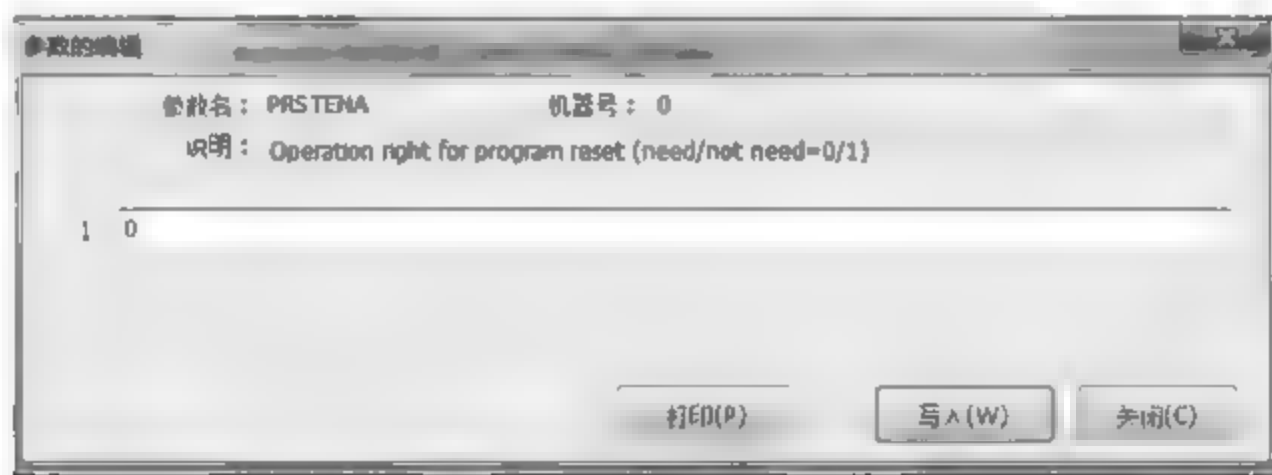 参数的编辑
参数名： PRSTENA 机器号： 0
说明： Operation right for program reset (need/not need=0/1)
1 0
打印(P) 写入(W) 关闭(C)